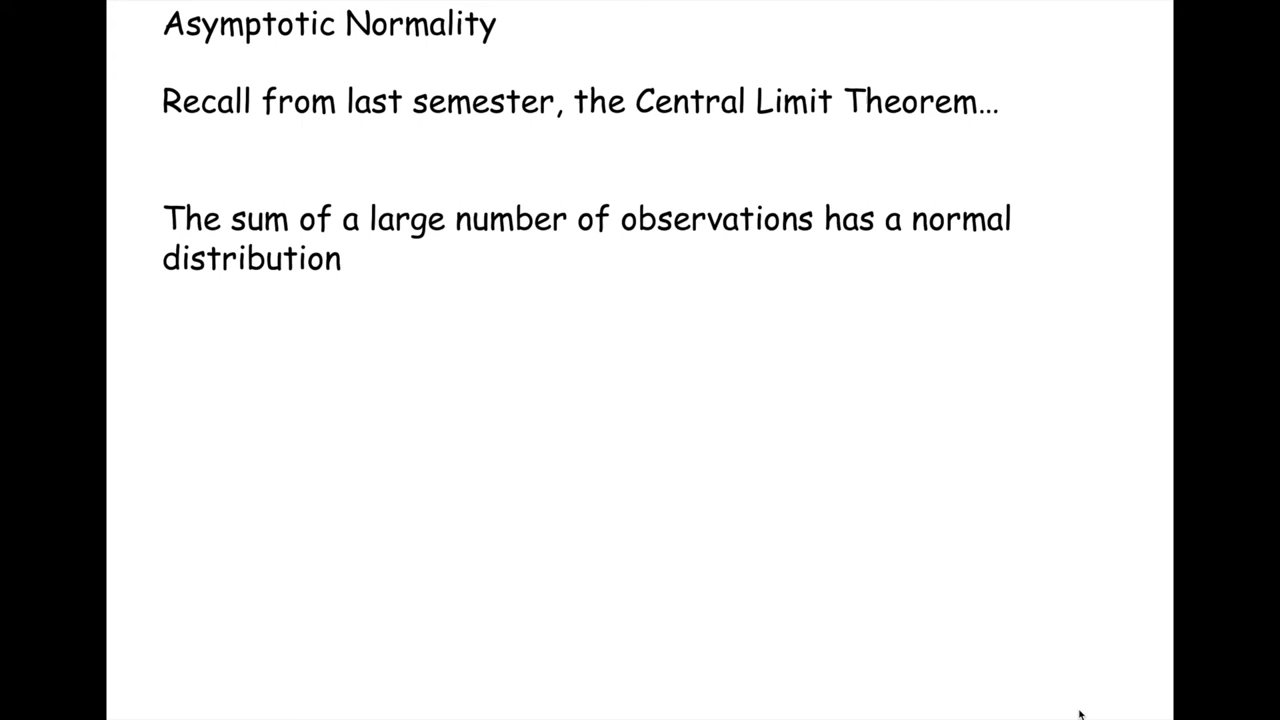 Asymptotic Normality
Recall from last semester, the Central Limit Theorem...
The sum of a large number of observations has a normal
distribution